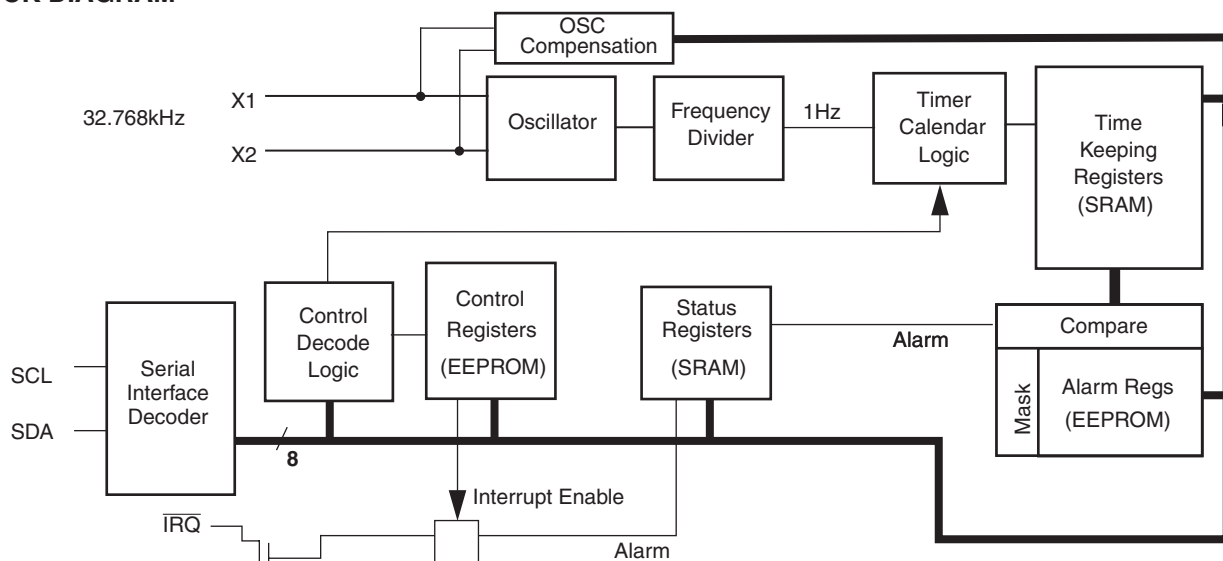 OSC
Compensation
X1
32.768kHz
X2
Oscillator
Frequency
Divider
1Hz
Timer
Calendar
Logic
Time
Keeping
Registers
(SRAM)
Control
Decode
Logic
Control
Registers
(EEPROM)
Status
Registers
(SRAM)
Alarm
Compare
Mask
Alarm Regs
(EEPROM)
SCL
SDA
Serial
Interface
Decoder
8
Interrupt Enable
IRQ
Alarm